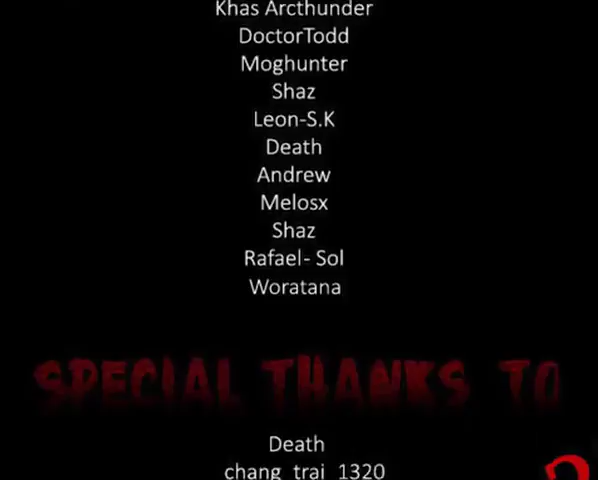 Khas Arcthunder
DoctorTodd
Moghunter
Shaz
Leon-S.K
Death
Andrew
Melosx
Shaz
Rafael- Sol
Woratana
SPECIAL THANKS TO
Death
chang_trai_1320